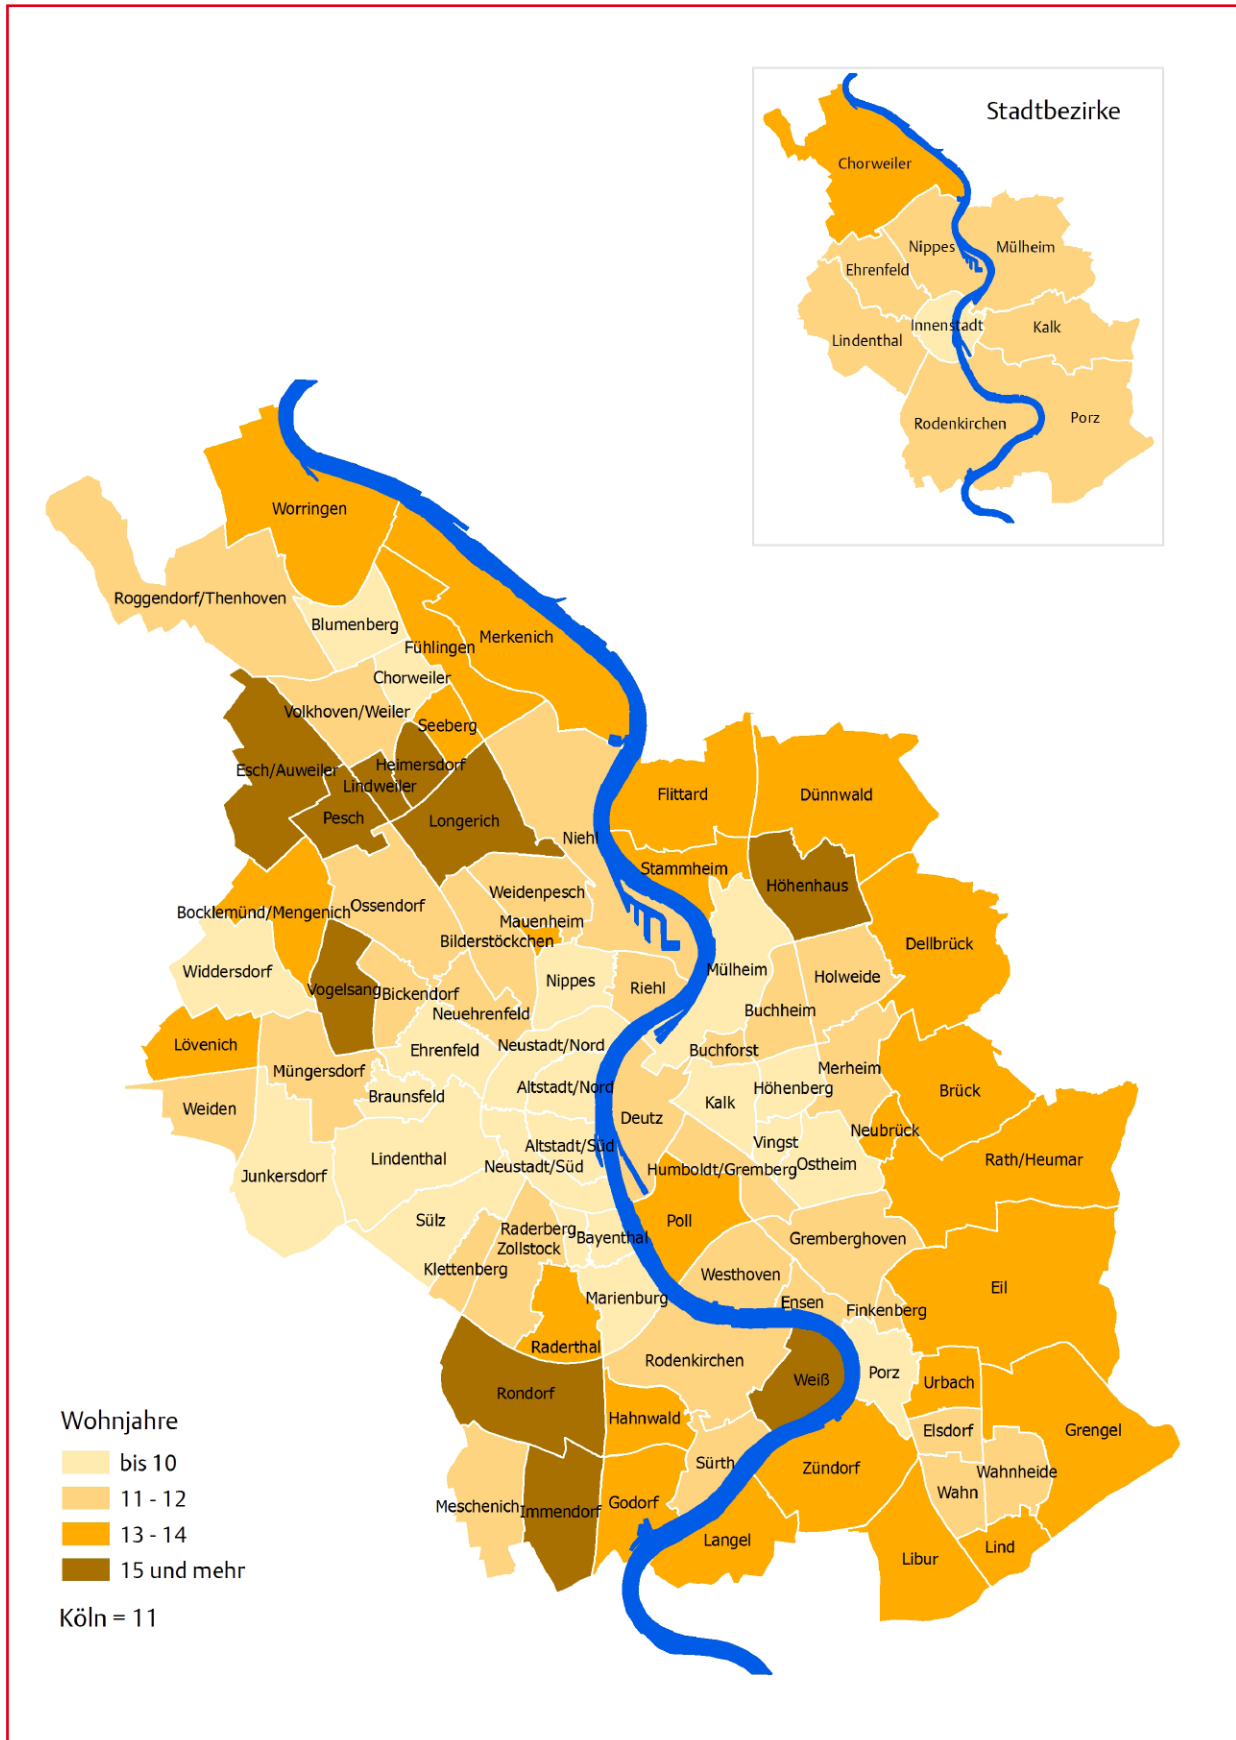 Stadtbezirke
Chorweiler
Nippes
Mülheim
Ehrenfeld
Innenstadt
Kalk
Lindenthal
Rodenkirchen
Porz
Worringen
Roggendorf/Thenhoven
Blumenberg
Merkenich
Fühlingen
Chorweiler
Volkhoven/Weiler
Seeberg
Esch/Auweiler
Heimersdorf
Lindweiler
Pesch
Longerich
Flittard
Dünnwald
Niehl
Stammheim
Höhenhaus
Weidenpesch
Bocklemünd/Mengenich
Ossendorf
Mauenheim
Bilderstöckchen
Dellbrück
Widdersdorf
Mülheim
Holweide
Nippes
Riehl
Vogelsang
Bickendorf
Buchheim
Neuehrenfeld
Lövenich
Ehrenfeld
Neustadt/Nord
Buchforst
Müngersdorf
Merheim
Altstadt/Nord
Höhenberg
Brück
Braunsfeld
Kalk
Weiden
Deutz
Neubrück
Altstadt/Süd
Vingst
Lindenthal
Neustadt/Süd
Humboldt/Gremberg
Ostheim
Rath/Heumar
Junkersdorf
Sülz
Poll
Raderberg
Zollstock
Bayenthal
Gremberghoven
Klettenberg
Westhoven
Eil
Marienburg
Ensen
Finkenberg
Raderthal
Rodenkirchen
Weiß
Porz
Urbach
Rondorf
Hahnwald
Elsdorf
Grengel
Sürth
Zündorf
Wahnheide
Wahn
Meschenich
Immendorf
Godorf
Langel
Libur
Lind
Wohnjahre
bis 10
11 - 12
13 - 14
15 und mehr
Köln = 11